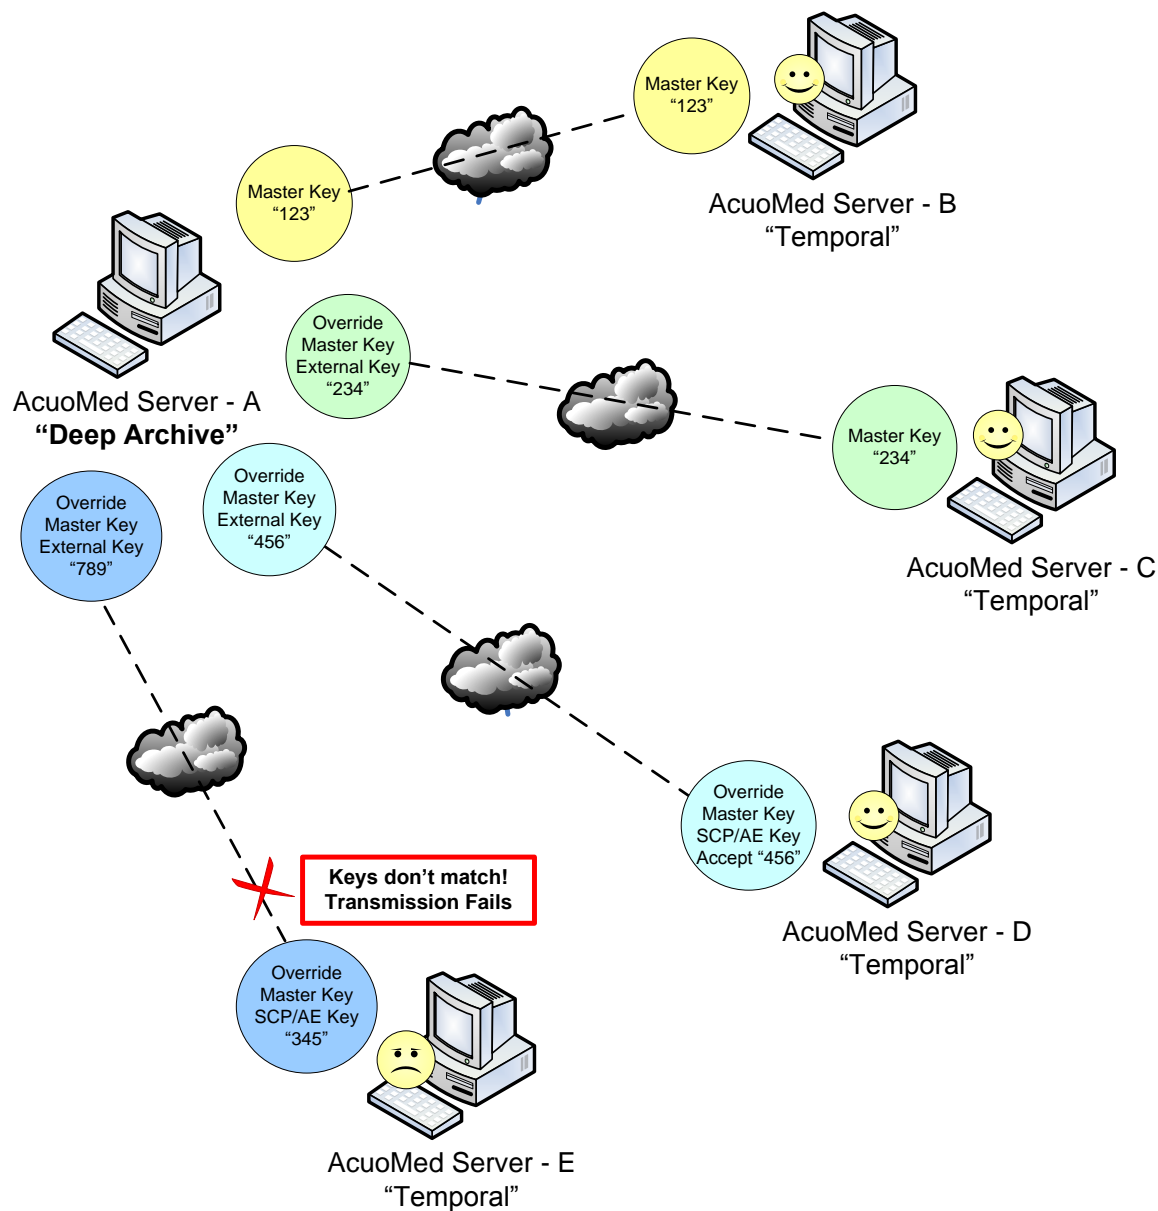 Master Key
“123”
AcuoMed Server - B
“Temporal”
Master Key
“123”
AcuoMed Server - A
“Deep Archive”
Override
Master Key
External Key
“234”
Master Key
“234”
AcuoMed Server - C
“Temporal”
Override
Master Key
External Key
“456”
Override
Master Key
External Key
“789”
Override
Master Key
SCP/AE Key
Accept “456”
AcuoMed Server - D
“Temporal”
Keys don’t match!
Transmission Fails
Override
Master Key
SCP/AE Key
“345”
AcuoMed Server - E
“Temporal”